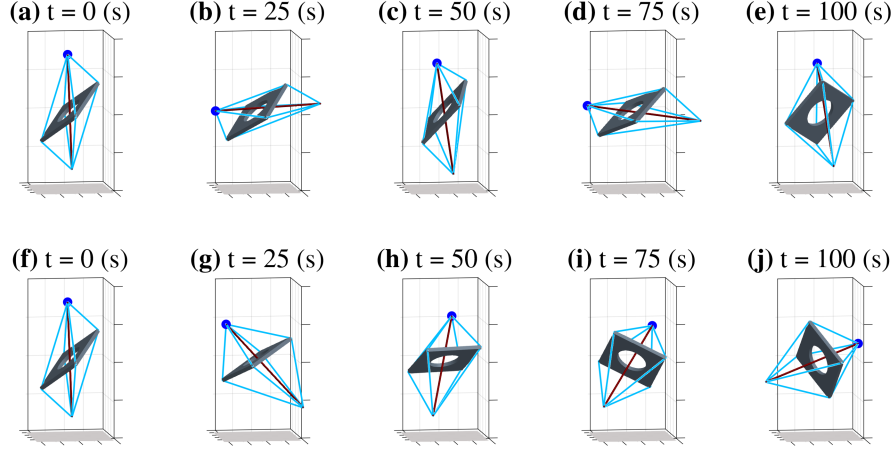 (a) t = 0 (s)
(b) t = 25 (s)
(c) t = 50 (s)
(d) t = 75 (s)
(e) t = 100 (s)
(f) t = 0 (s)
(g) t = 25 (s)
(h) t = 50 (s)
(i) t = 75 (s)
(j) t = 100 (s)